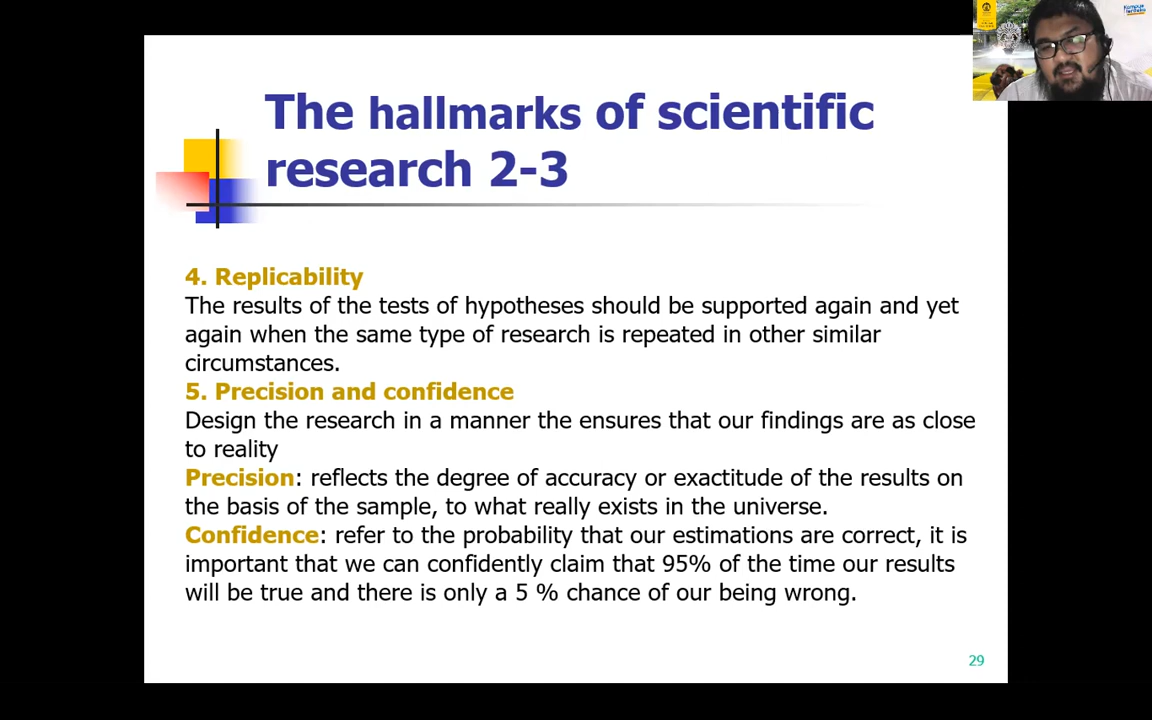 The hallmarks of scientific
research 2-3
4. Replicability
The results of the tests of hypotheses should be supported again and yet
again when the same type of research is repeated in other similar
circumstances.
5. Precision and confidence
Design the research in a manner the ensures that our findings are as close
to reality
Precision: reflects the degree of accuracy or exactitude of the results on
the basis of the sample, to what really exists in the universe.
Confidence: refer to the probability that our estimations are correct, it is
important that we can confidently claim that 95% of the time our results
will be true and there is only a 5 % chance of our being wrong.
29